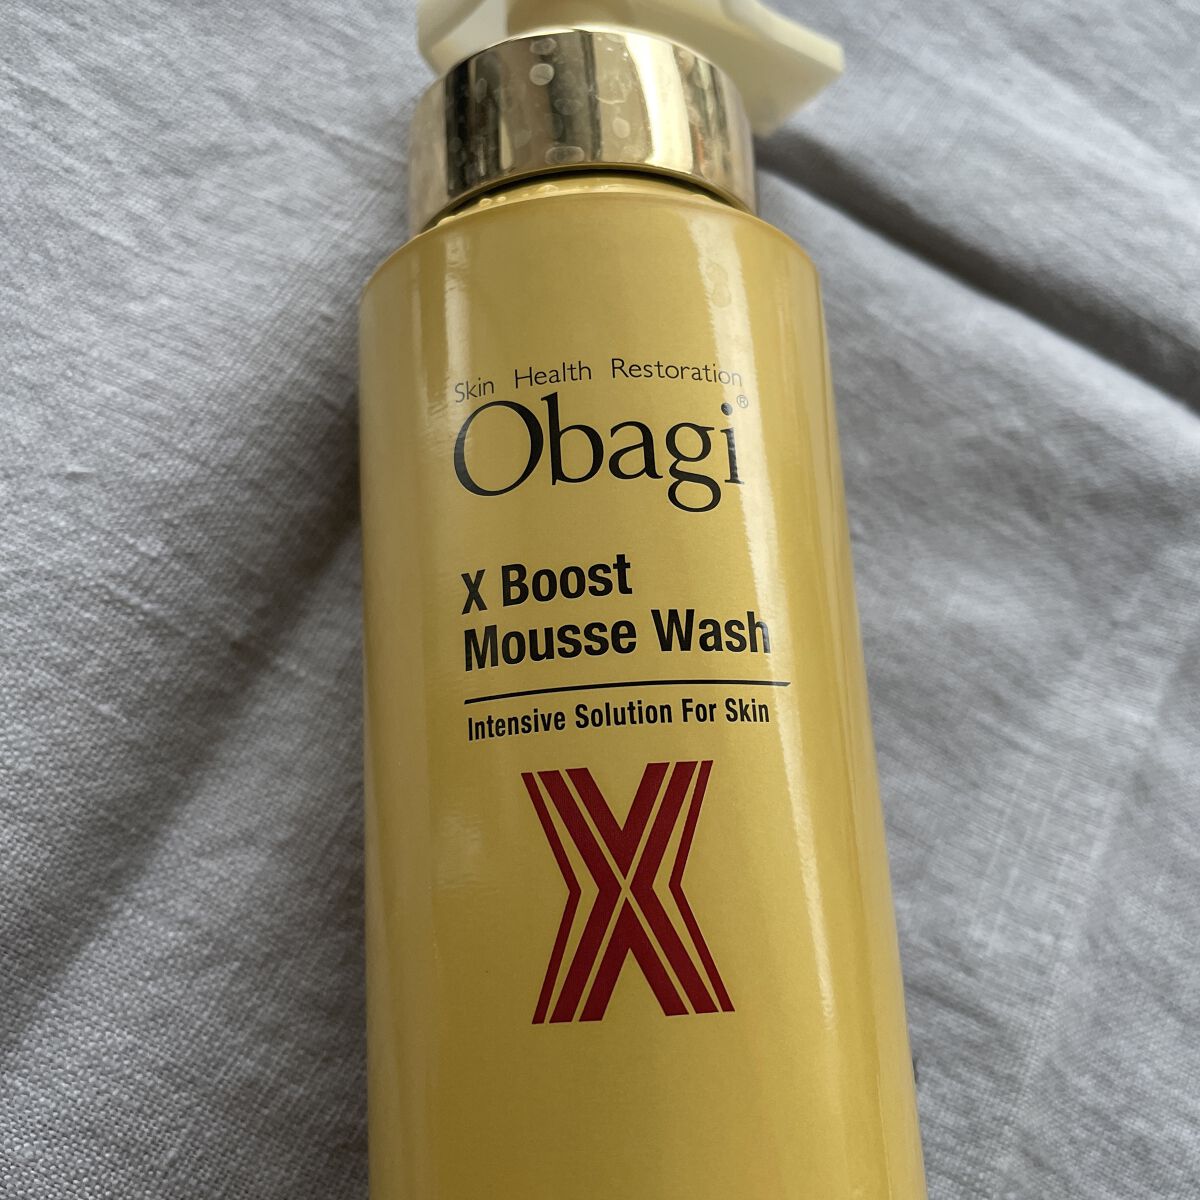 Skin Health Restoration
Obagi®
X Boost
Mousse Wash
Intensive Solution For Skin
X